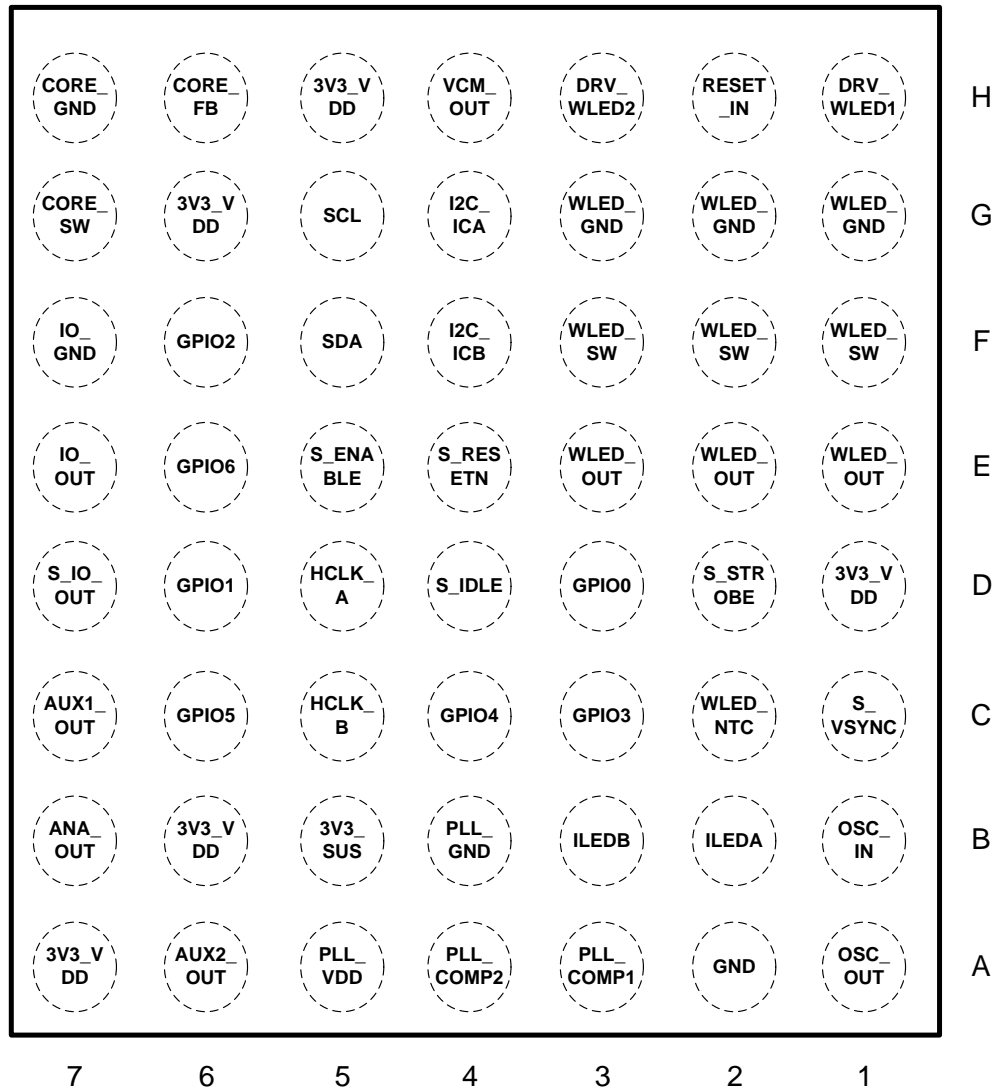 CORE_ CORE_ 3V3_V VCM_ DRV_ RESET DRV_
GND FB DD OUT WLED2 _IN WLED1 H
CORE_ 3V3_V SCL I2C_ WLED_ WLED_ WLED_
SW DD ICA GND GND GND G
IO_ GPIO2 SDA I2C_ WLED_ WLED_ WLED_
GND ICB SW SW SW F
IO_ GPIO6 S_ENA S_RES WLED_ WLED_ WLED_
OUT BLE ETN OUT OUT OUT E
S_IO_ GPIO1 HCLK_ S_IDLE GPIO0 S_STR 3V3_V
OUT A OBE DD D
AUX1_ GPIO5 HCLK_ GPIO4 GPIO3 WLED_ S_
OUT B NTC VSYNC C
ANA_ 3V3_V 3V3_ PLL_ ILEDB ILEDA OSC_
OUT DD SUS GND IN B
3V3_V AUX2_ PLL_ PLL_ PLL_ GND OSC_
DD OUT VDD COMP2 COMP1 OUT A
7 6 5 4 3 2 1